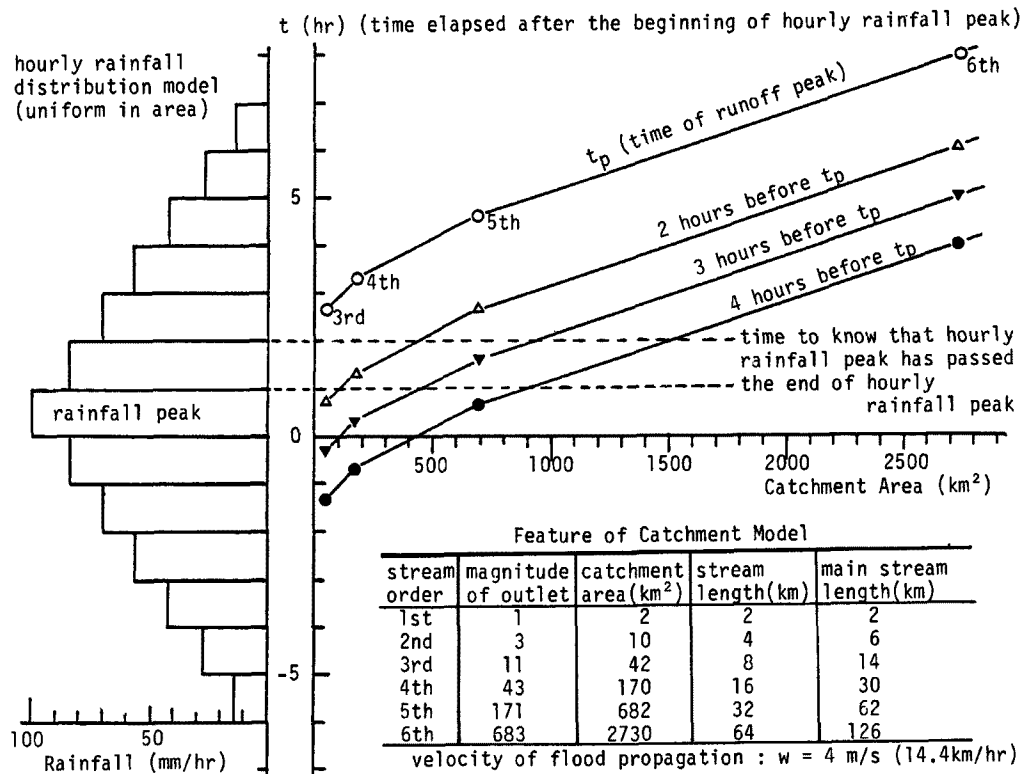 t (hr) (time elapsed after the beginning of hourly rainfall peak)
hourly rainfall
distribution model
(uniform in area)
6th
tp (time of runoff peak)
5
5th
2 hours before tp
4th
3 hours before tp
3rd
4 hours before tp
time to know that hourly
rainfall peak has passed
the end of hourly
rainfall peak
rainfall peak
0
500 1000 1500 2000 2500
Catchment Area (km²)
-5
100 50
Rainfall (mm/hr)
Feature of Catchment Model
stream magnitude catchment stream main stream
order of outlet area(km²) length(km) length(km)
1st 1 2 2 2
2nd 3 10 4 6
3rd 11 42 8 14
4th 43 170 16 30
5th 171 682 32 62
6th 683 2730 64 126
velocity of flood propagation : w = 4 m/s (14.4km/hr)